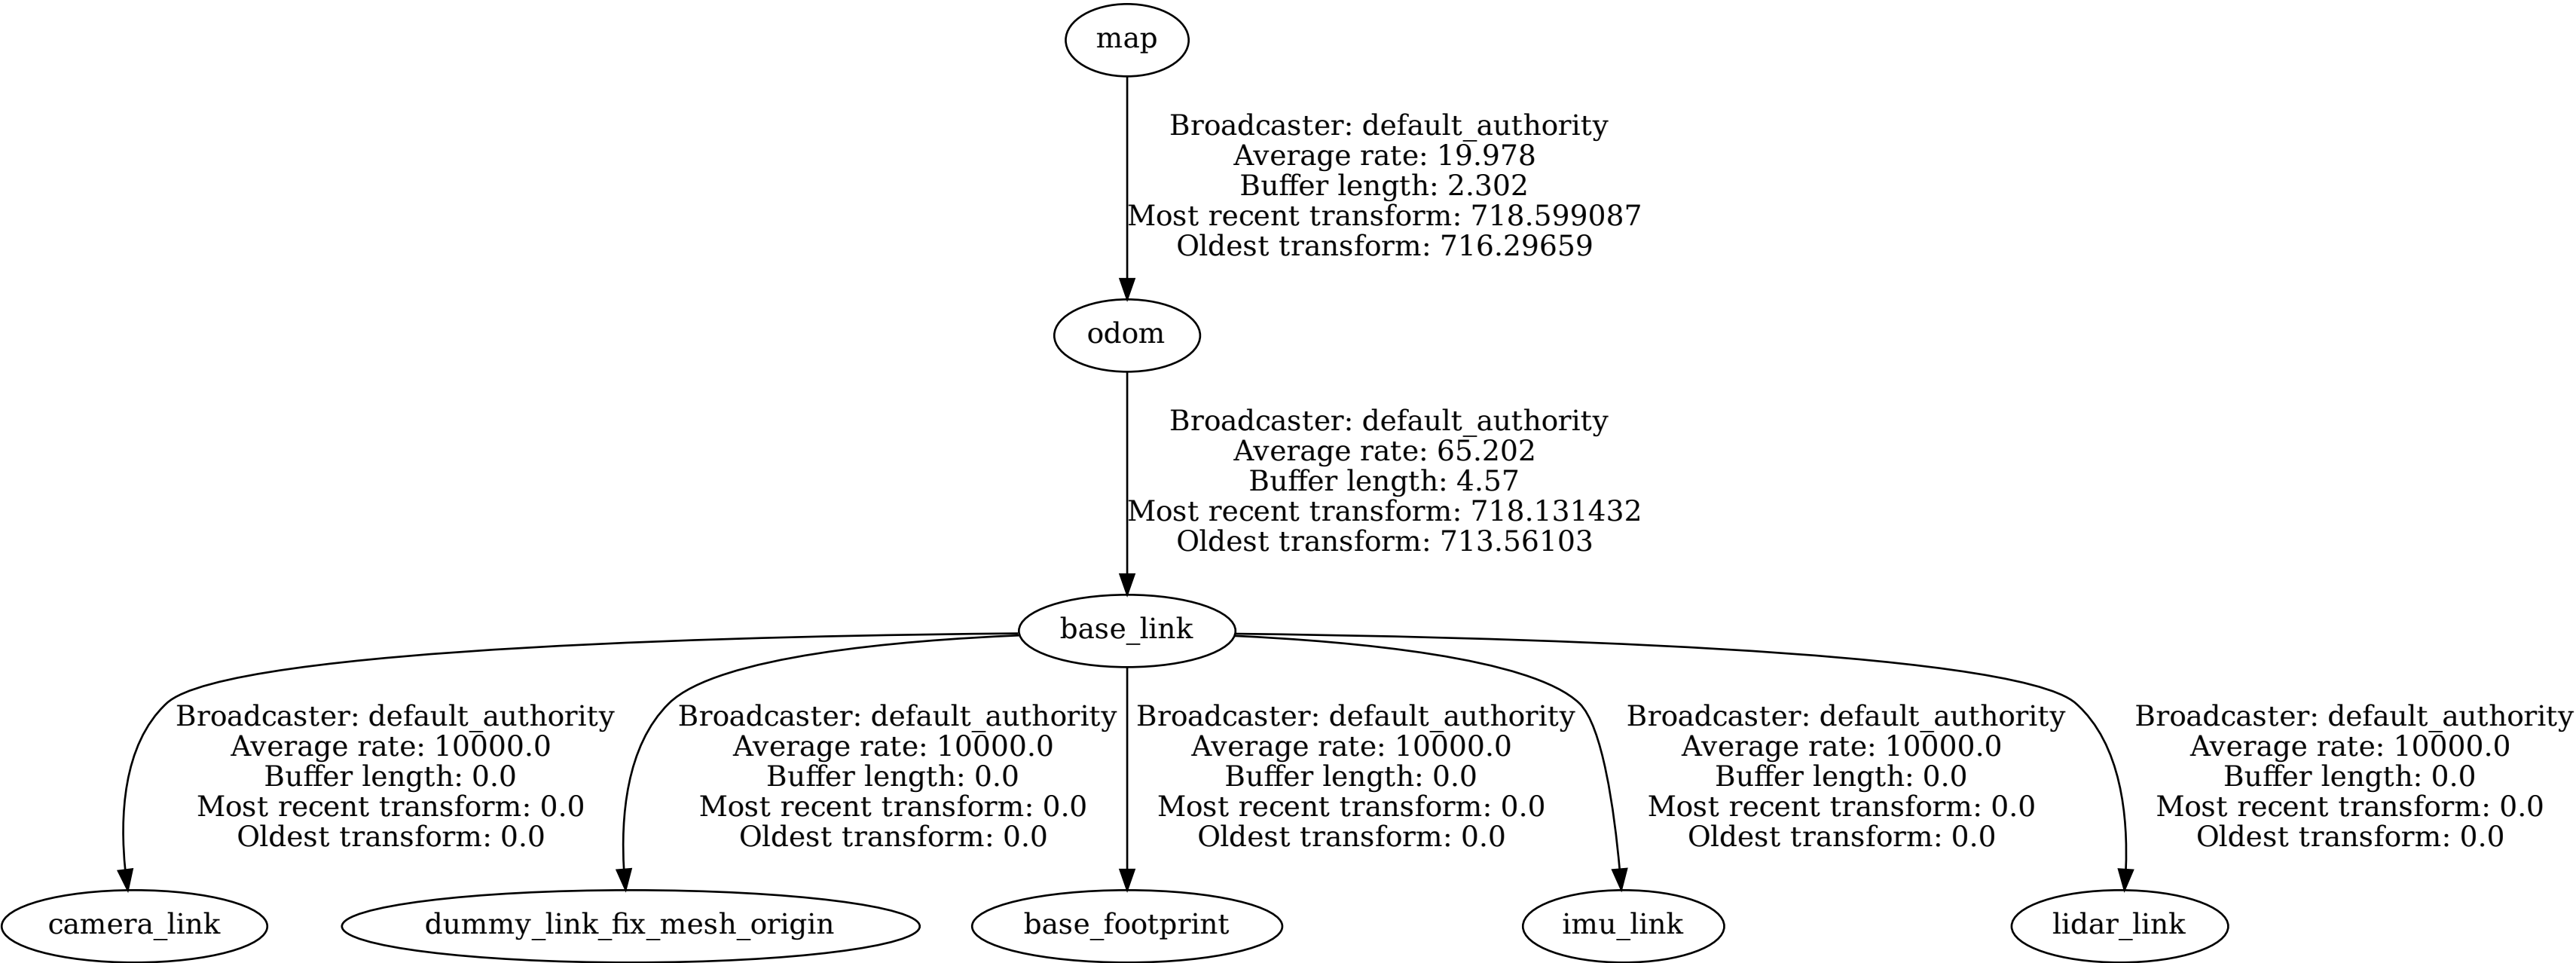 map
Broadcaster: default_authority
Average rate: 19.978
Buffer length: 2.302
Most recent transform: 718.599087
Oldest transform: 716.29659
odom
Broadcaster: default_authority
Average rate: 65.202
Buffer length: 4.57
Most recent transform: 718.131432
Oldest transform: 713.56103
base_link
Broadcaster: default_authority
Average rate: 10000.0
Buffer length: 0.0
Most recent transform: 0.0
Oldest transform: 0.0
Broadcaster: default_authority
Average rate: 10000.0
Buffer length: 0.0
Most recent transform: 0.0
Oldest transform: 0.0
Broadcaster: default_authority
Average rate: 10000.0
Buffer length: 0.0
Most recent transform: 0.0
Oldest transform: 0.0
Broadcaster: default_authority
Average rate: 10000.0
Buffer length: 0.0
Most recent transform: 0.0
Oldest transform: 0.0
Broadcaster: default_authority
Average rate: 10000.0
Buffer length: 0.0
Most recent transform: 0.0
Oldest transform: 0.0
camera_link
dummy_link_fix_mesh_origin
base_footprint
imu_link
lidar_link